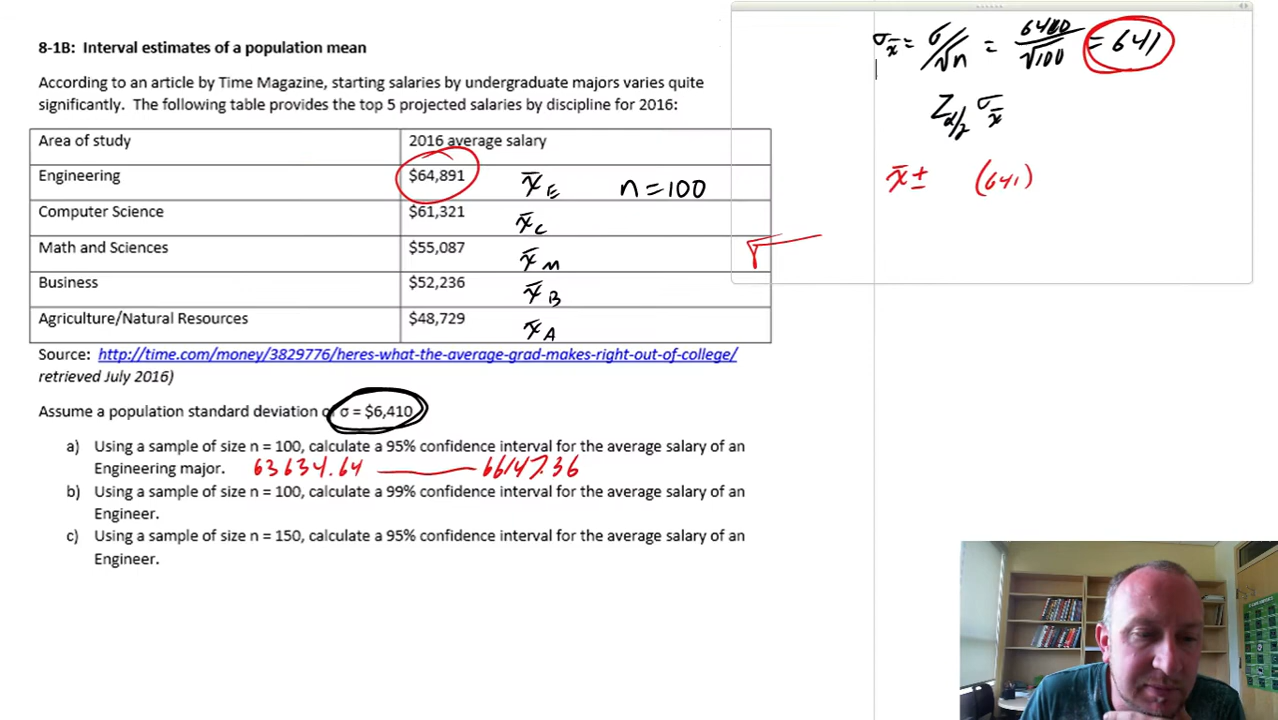 8-1B: Interval estimates of a population mean
According to an article by Time Magazine, starting salaries by undergraduate majors varies quite
significantly. The following table provides the top 5 projected salaries by discipline for 2016:
Area of study 2016 average salary
Engineering $64,891 x̄E n=100
Computer Science $61,321 x̄C
Math and Sciences $55,087 x̄M
Business $52,236 x̄B
Agriculture/Natural Resources $48,729 x̄A
Source: http://time.com/money/3829776/heres-what-the-average-grad-makes-right-out-of-college/
retrieved July 2016)
Assume a population standard deviation σ = $6,410
a) Using a sample of size n = 100, calculate a 95% confidence interval for the average salary of an
Engineering major. 63634.64 — 66147.36
b) Using a sample of size n = 100, calculate a 99% confidence interval for the average salary of an
Engineer.
c) Using a sample of size n = 150, calculate a 95% confidence interval for the average salary of an
Engineer.
σx̄ = σ/√n = /√100 = 641
Zα/2 σx̄
x̄ ± (641)